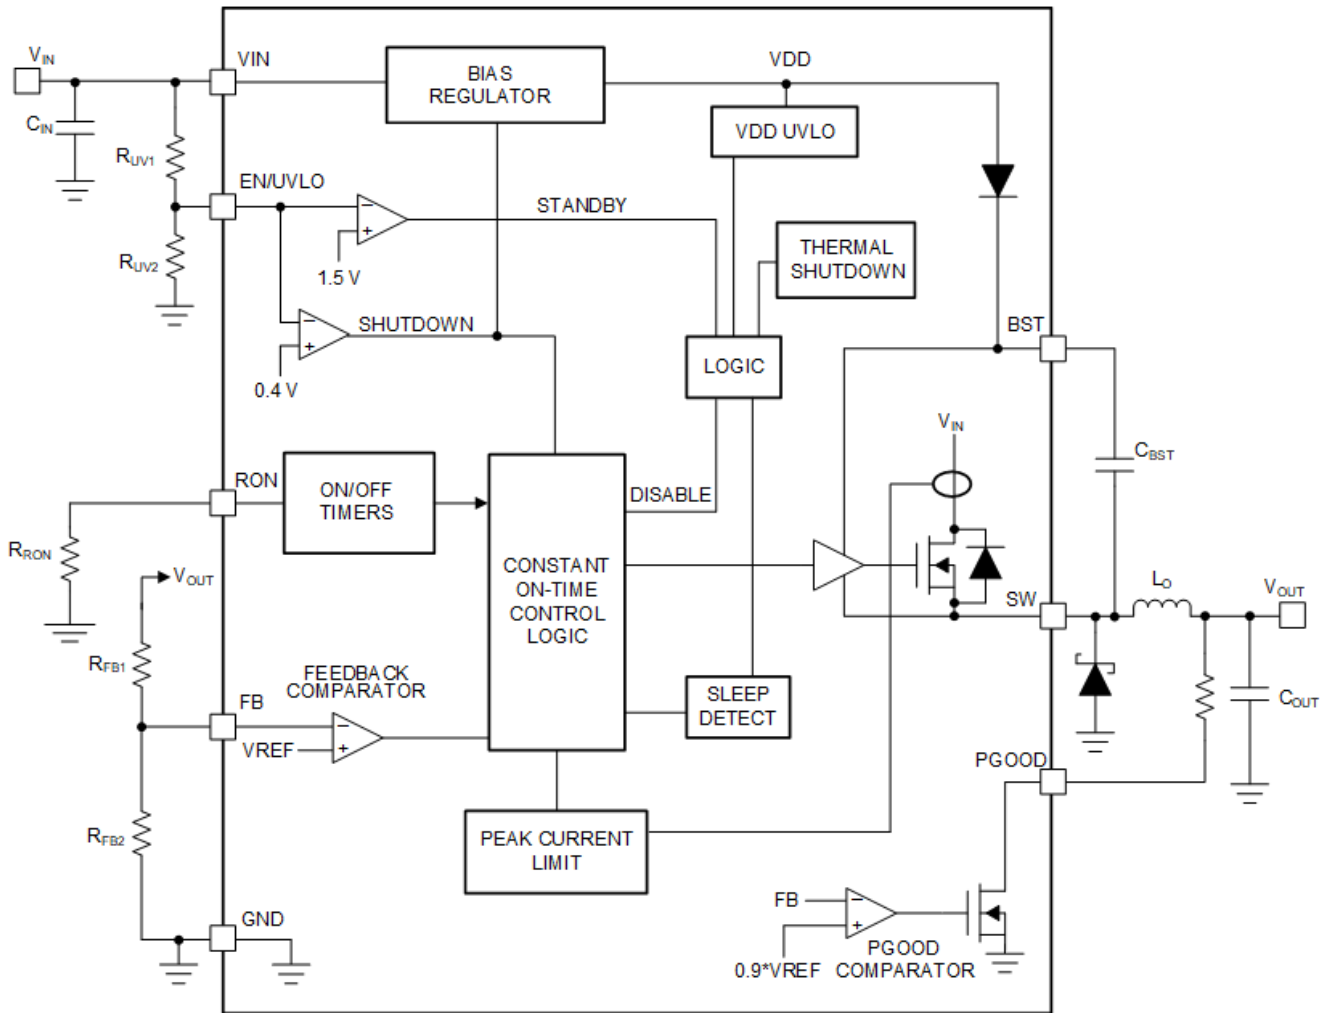 VIN
VIN
BIAS
REGULATOR
VDD
CIN
RUV1
VDD UVLO
EN/UVLO
STANDBY
RUV2
1.5 V
THERMAL
SHUTDOWN
SHUTDOWN
BST
LOGIC
0.4 V
VIN
CBST
RON
ON/OFF
TIMERS
DISABLE
RRON
CONSTANT
ON-TIME
CONTROL
LOGIC
VOUT
LO
VOUT
SW
RFB1
FEEDBACK
COMPARATOR
SLEEP
DETECT
COUT
FB
VREF
PGOOD
RFB2
PEAK CURRENT
LIMIT
FB
GND
PGOOD
COMPARATOR
0.9*VREF